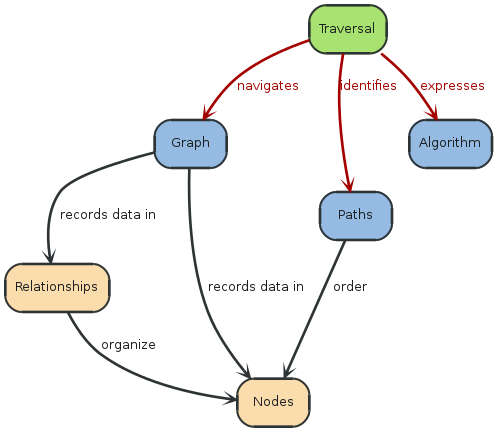 Traversal
navigates
identifies
expresses
Graph
Algorithm
Paths
records data in
Relationships
records data in
order
organize
Nodes